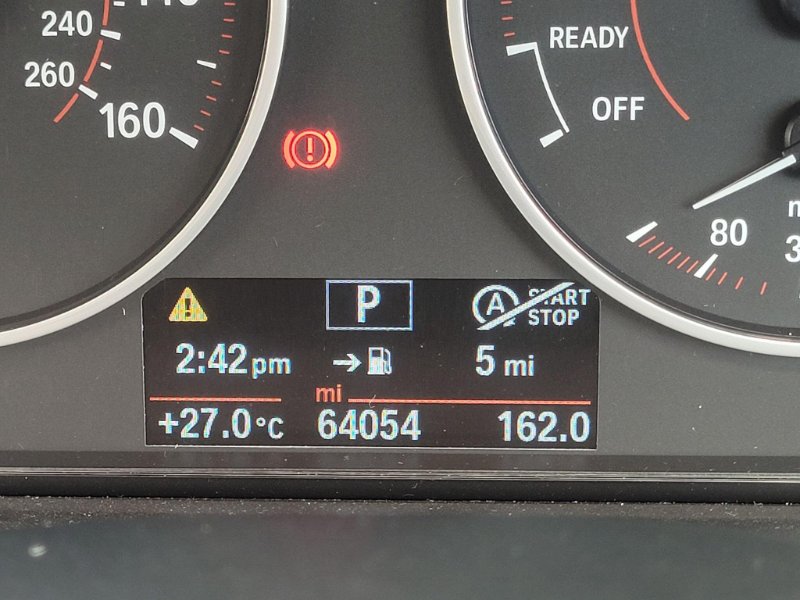 240
260
160
READY
OFF
80
P
A START
STOP
2:42 pm
5 mi
mi
+27.0 °C 64054 162.0